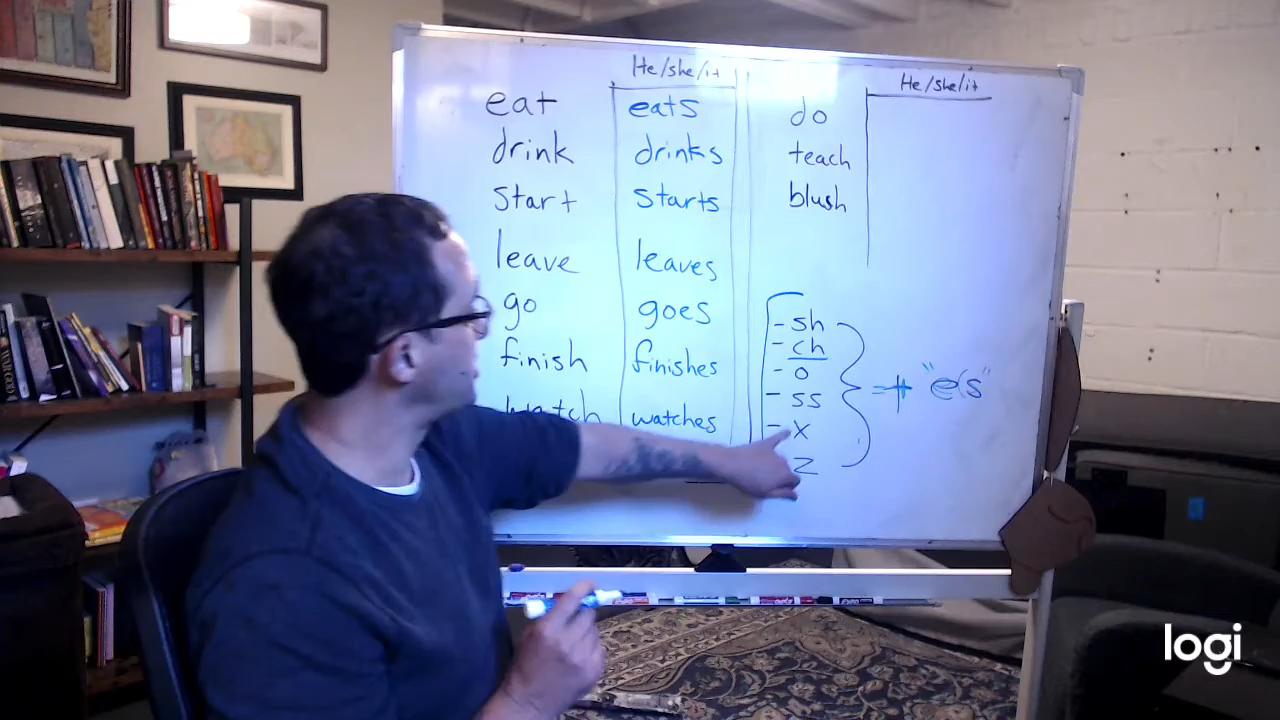 He/she/it
eat eats
drink drinks
start starts
leave leaves
go goes
finish finishes
watch watches
He/she/it
do
teach
blush
- sh
- ch
- o
- ss
- x
z
= + "es"
logi